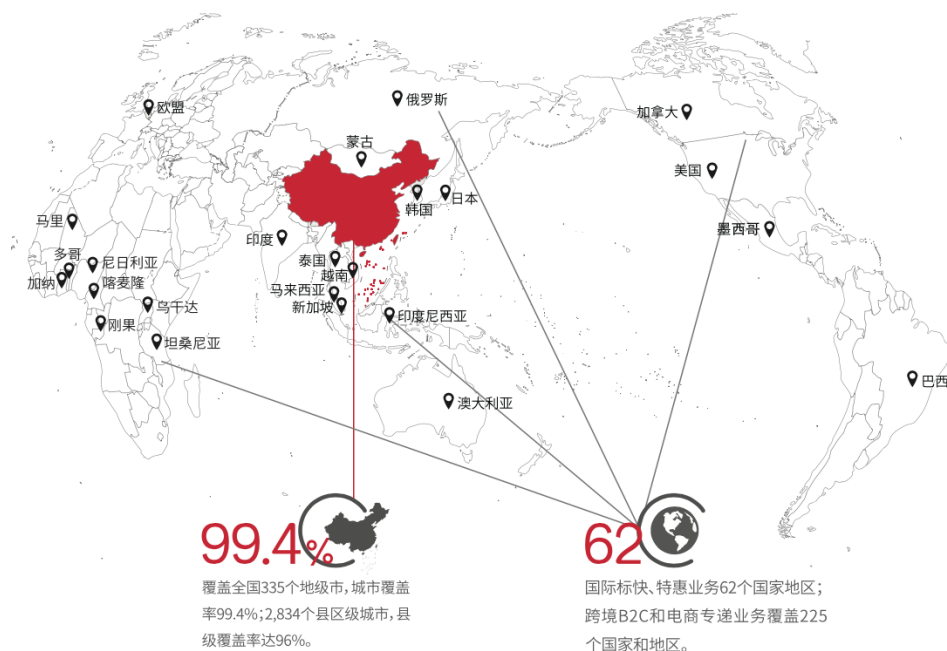 俄罗斯
欧盟
加拿大
蒙古
美国
日本
韩国
马里
墨西哥
印度
多哥
尼日利亚
泰国
越南
加纳
喀麦隆
马来西亚
新加坡
乌干达
印度尼西亚
刚果
坦桑尼亚
巴西
澳大利亚
99.4%
覆盖全国335个地级市，城市覆盖
率99.4%；2,834个县区级城市，县
级覆盖率达96%。
62
国际标快、特惠业务62个国家地区；
跨境B2C和电商专递业务覆盖225
个国家和地区。